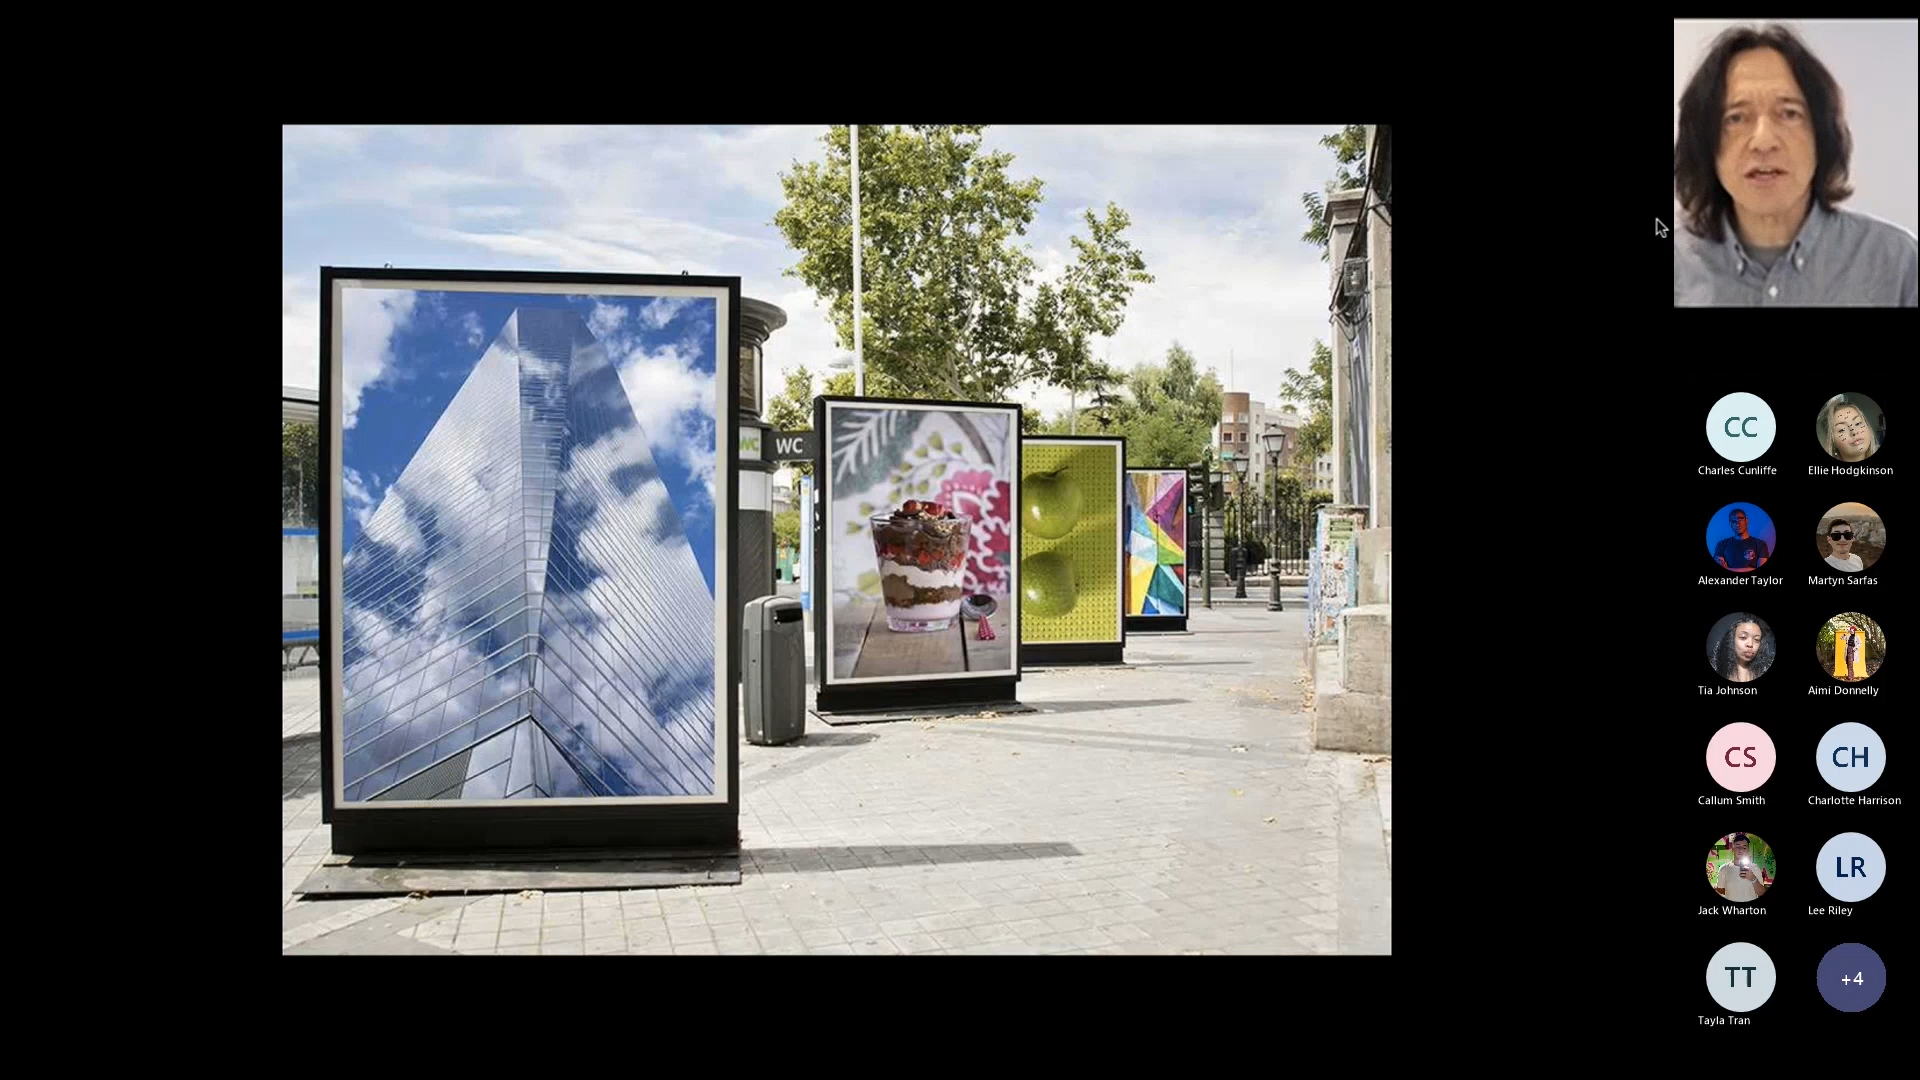 WC
WC
CC
Charles Cunliffe
Ellie Hodgkinson
Alexander Taylor
Martyn Sarfas
Tia Johnson
Aimi Donnelly
CS
Callum Smith
CH
Charlotte Harrison
Jack Wharton
LR
Lee Riley
TT
Tayla Tran
+4